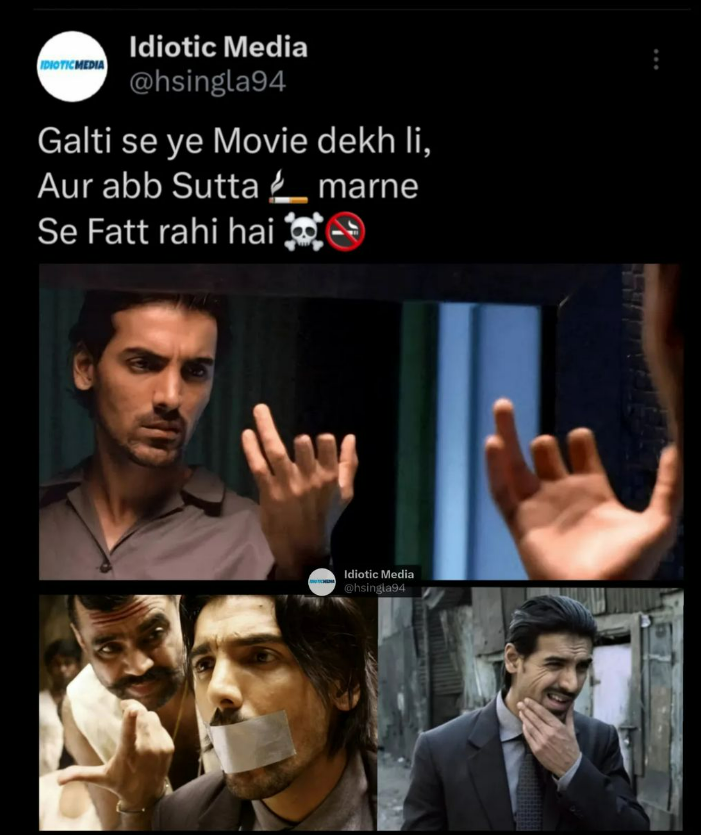 IDIOTICMEDIA
Idiotic Media
@hsingla94
Galti se ye Movie dekh li,
Aur abb Sutta 🚬 marne
Se Fatt rahi hai ☠️🚭
IDIOTICMEDIA
Idiotic Media
@hsingla94